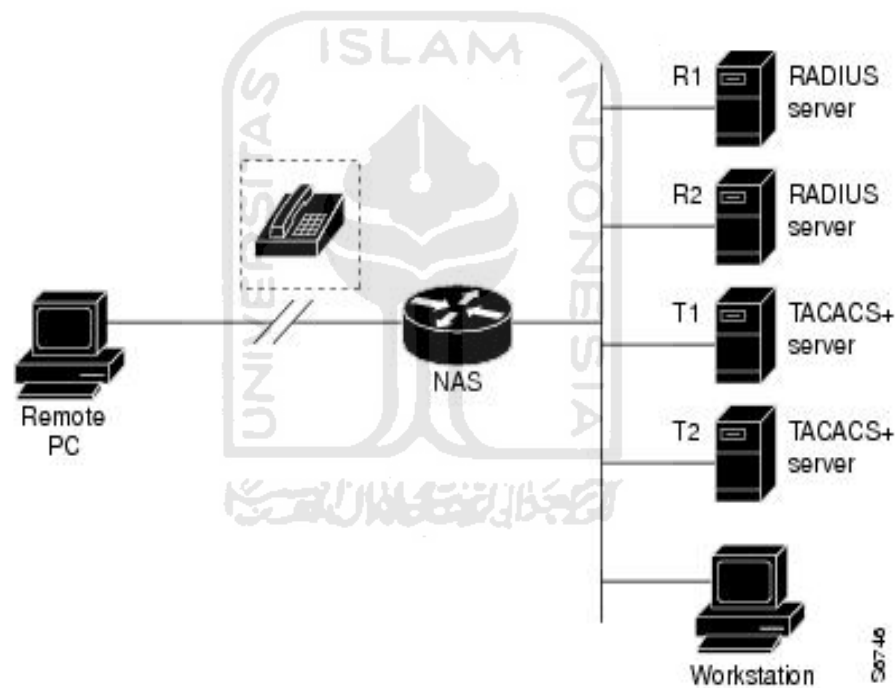 ISLAM
UNIVERSITAS
INDONESIA
R1 RADIUS
server
R2 RADIUS
server
T1 TACACS+
server
NAS
Remote
PC
T2 TACACS+
server
Workstation